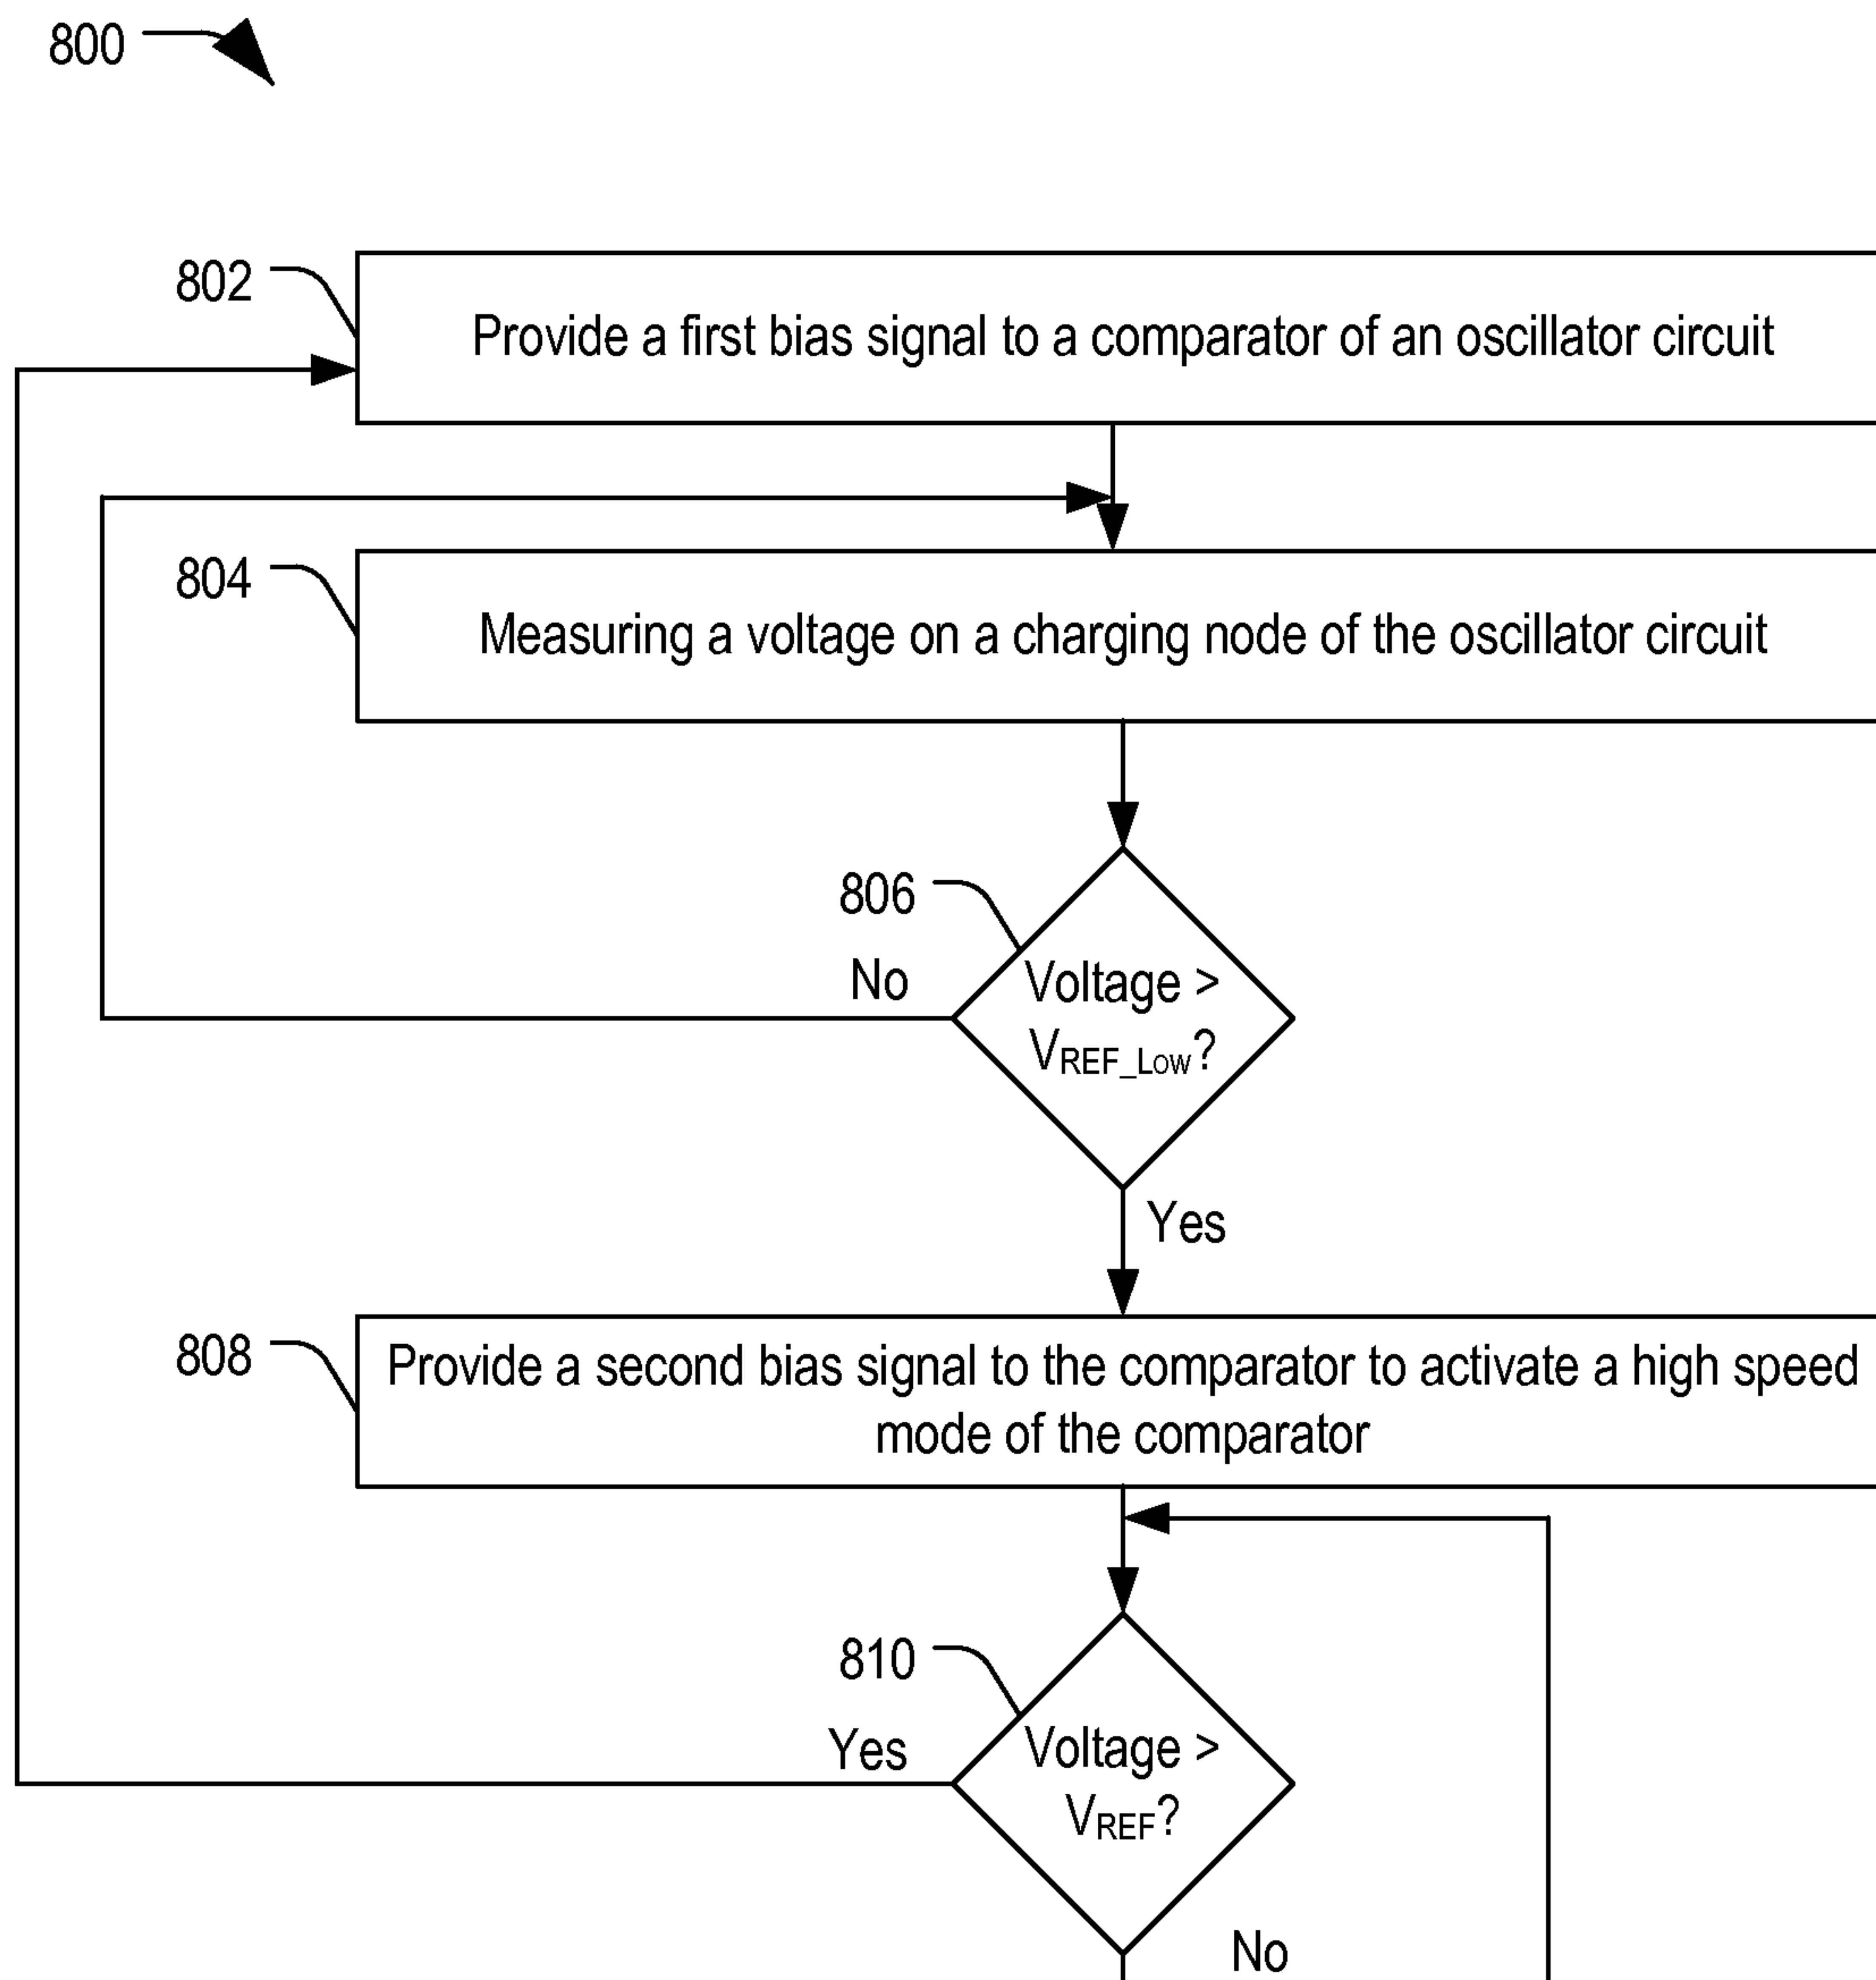 800
802
Provide a first bias signal to a comparator of an oscillator circuit
804
Measuring a voltage on a charging node of the oscillator circuit
806
No
Voltage >
VREF_Low?
Yes
808
Provide a second bias signal to the comparator to activate a high speed
mode of the comparator
810
Yes
Voltage >
VREF?
No